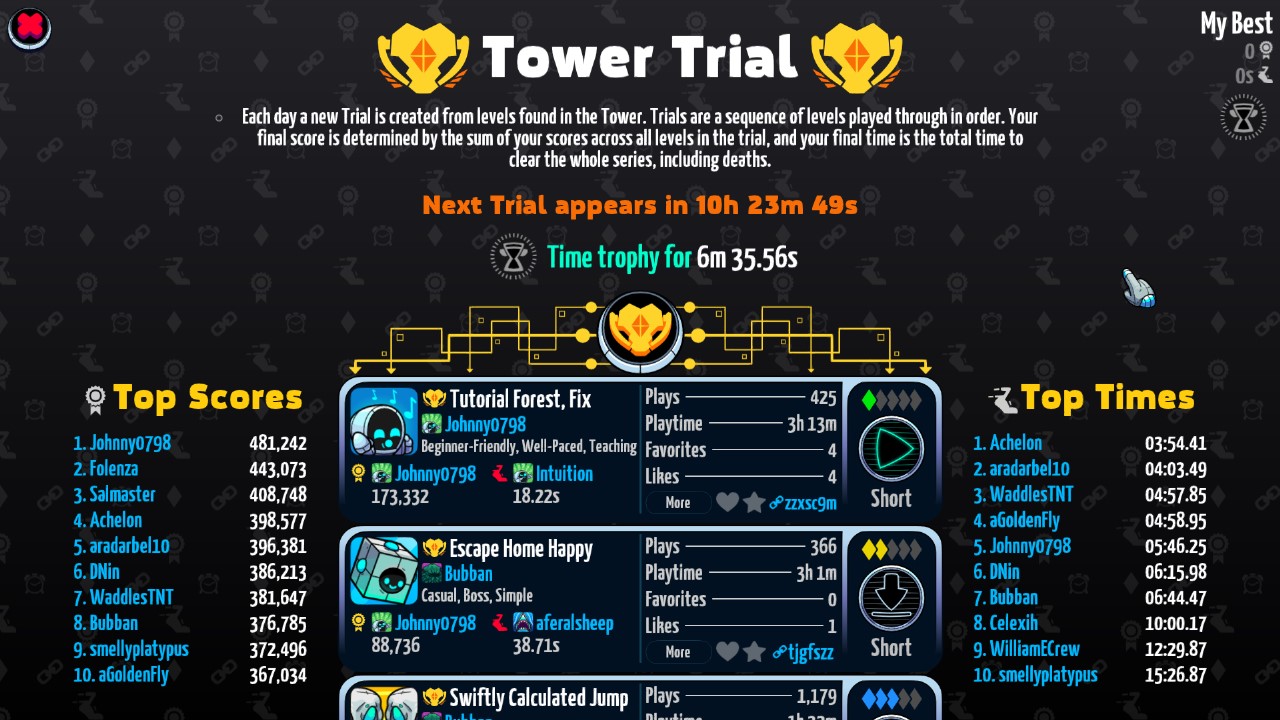 My Best
0
0s
Tower Trial
Each day a new Trial is created from levels found in the Tower. Trials are a sequence of levels played through in order. Your
final score is determined by the sum of your scores across all levels in the trial, and your final time is the total time to
clear the whole series, including deaths.
Next Trial appears in 10h 23m 49s
Time trophy for 6m 35.56s
Top Scores
1. Johnny0798 481,242
2. Folenza 443,073
3. Salmaster 408,748
4. Achelon 398,577
5. aradarbel10 396,381
6. DNin 386,213
7. WaddlesTNT 381,647
8. Bubban 376,785
9. smellyplatypus 372,496
10. aGoldenFly 367,034
Tutorial Forest, Fix
Johnny0798
Beginner-Friendly, Well-Paced, Teaching
Johnny0798 Intuition
173,332 18.22s
Plays 425
Playtime 3h 13m
Favorites 4
Likes 4
More zzxsc9m
Short
Escape Home Happy
Bubban
Casual, Boss, Simple
Johnny0798 aferalsheep
88,736 38.71s
Plays 366
Playtime 3h 1m
Favorites 0
Likes 1
More tjgfszz
Short
Swiftly Calculated Jump
Plays 1,179
Top Times
1. Achelon 03:54.41
2. aradarbel10 04:03.49
3. WaddlesTNT 04:57.85
4. aGoldenFly 04:58.95
5. Johnny0798 05:46.25
6. DNin 06:15.98
7. Bubban 06:44.47
8. Celexih 10:00.17
9. WilliamECrew 12:29.87
10. smellyplatypus 15:26.87